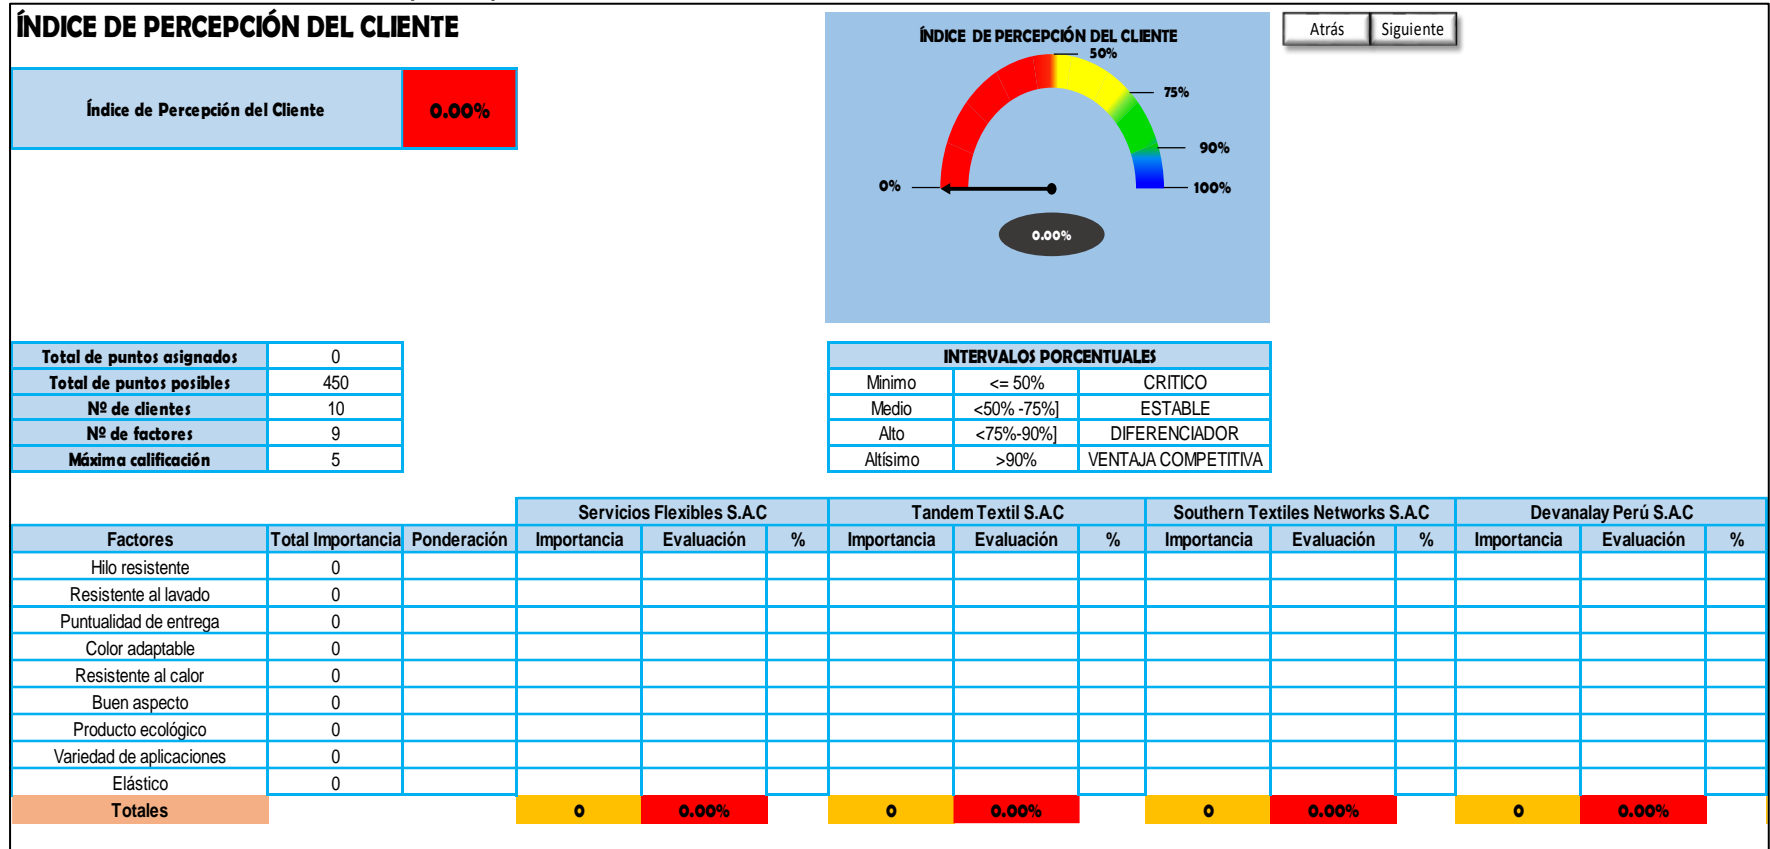 ÍNDICE DE PERCEPCIÓN DEL CLIENTE
Índice de Percepción del Cliente 0.00%
ÍNDICE DE PERCEPCIÓN DEL CLIENTE
50%
75%
90%
0% 100%
0.00%
Atrás Siguiente
Total de puntos asignados 0
Total de puntos posibles 450
Nº de clientes 10
Nº de factores 9
Máxima calificación 5
INTERVALOS PORCENTUALES
Minimo <= 50% CRITICO
Medio <50% -75%] ESTABLE
Alto <75%-90%] DIFERENCIADOR
Altísimo >90% VENTAJA COMPETITIVA
Servicios Flexibles S.A.C Tandem Textil S.A.C Southern Textiles Networks S.A.C Devanalay Perú S.A.C
Factores Total Importancia Ponderación Importancia Evaluación % Importancia Evaluación % Importancia Evaluación % Importancia Evaluación %
Hilo resistente 0
Resistente al lavado 0
Puntualidad de entrega 0
Color adaptable 0
Resistente al calor 0
Buen aspecto 0
Producto ecológico 0
Variedad de aplicaciones 0
Elástico 0
Totales 0 0.00% 0 0.00% 0 0.00% 0 0.00%